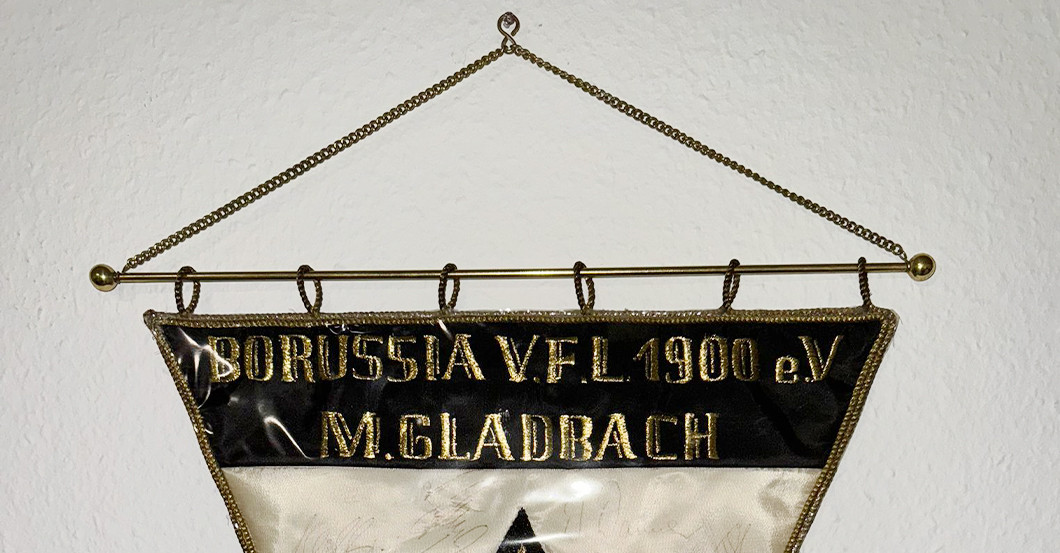 BORUSSIA V.F.L. 1900 e.V
M.GLADBACH